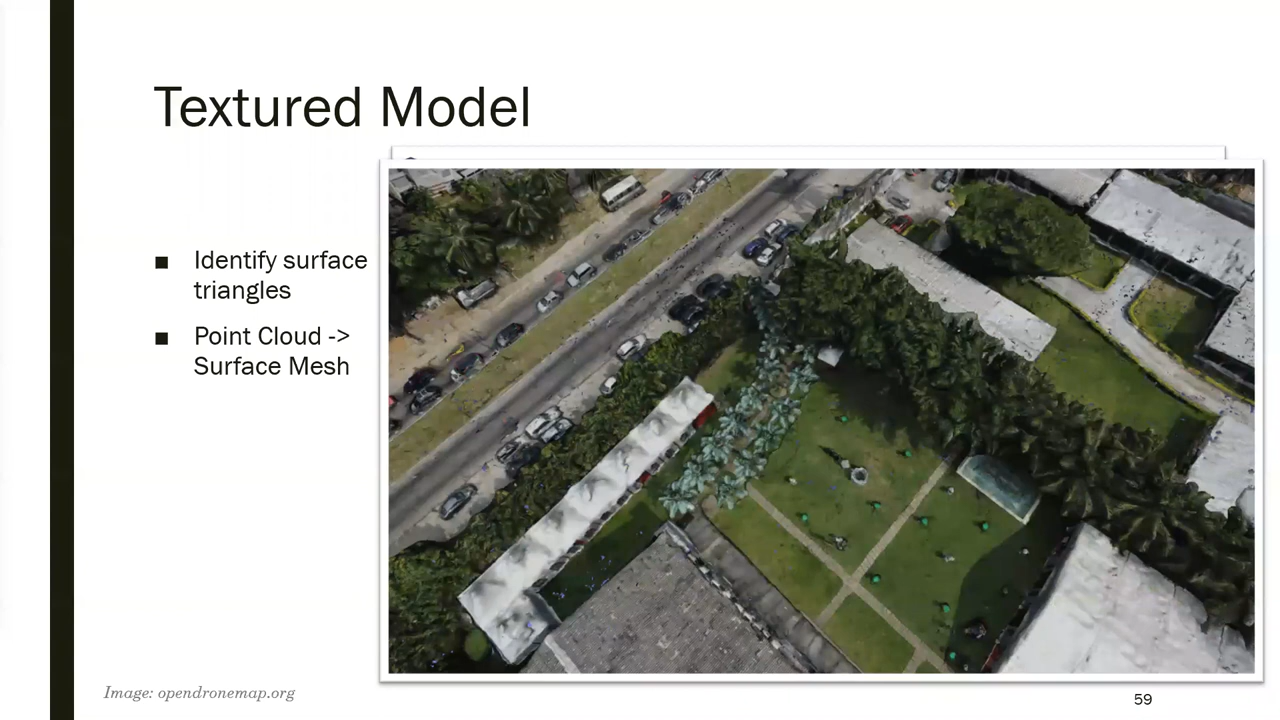 Textured Model
■ Identify surface
triangles
■ Point Cloud ->
Surface Mesh
Image: opendronemap.org
59